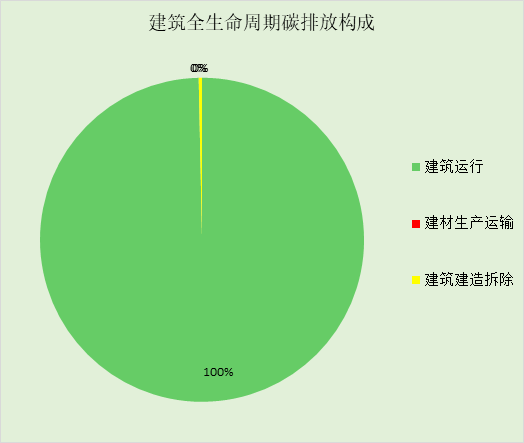 建筑全生命周期碳排放构成
0%
0%
建筑运行
建材生产运输
建筑建造拆除
100%